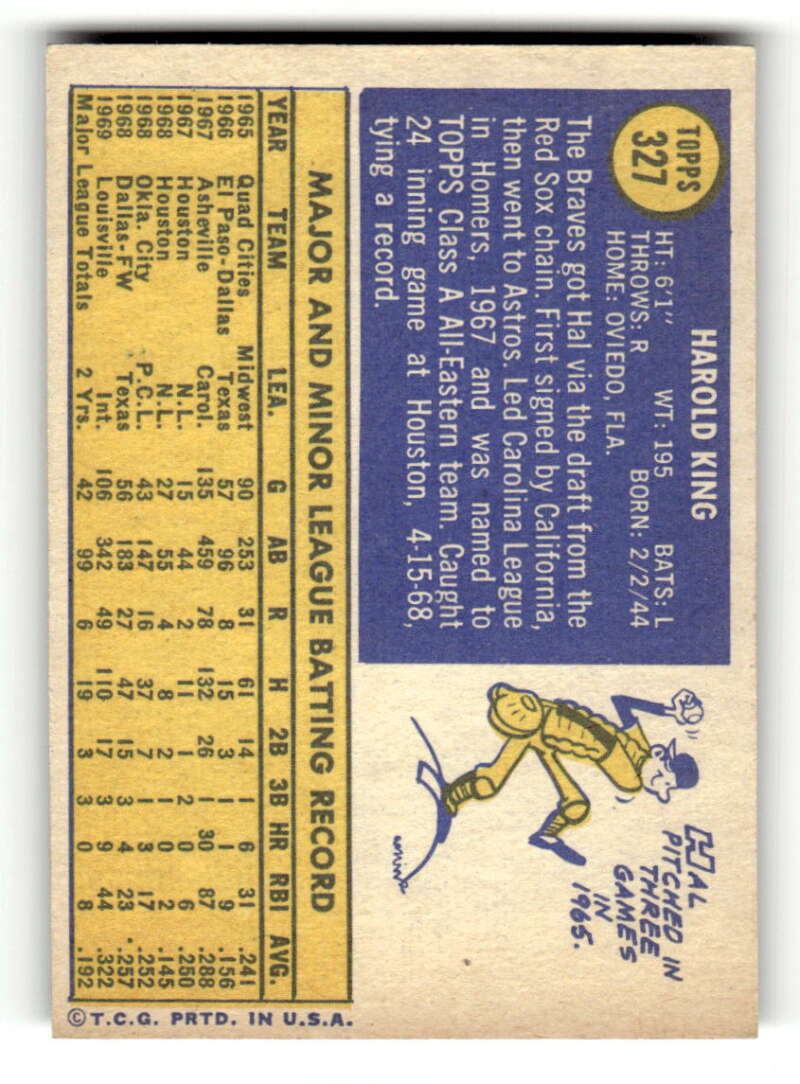 TOPPS
327
HAROLD KING
HT: 6'1" WT: 195 BATS: L
THROWS: R BORN: 2/2/44
HOME: OVIEDO, FLA.
The Braves got Hal via the draft from the
Red Sox chain. First signed by California,
then went to Astros. Led Carolina League
in Homers, 1967 and was named to
TOPPS Class A All-Eastern team. Caught
24 inning game at Houston, 4-15-68,
tying a record.
HAL
PITCHED IN
THREE
GAMES
IN
1965.
MAJOR AND MINOR LEAGUE BATTING RECORD
YEAR TEAM LEA. G AB R H 2B 3B HR RBI AVG.
1965 Quad Cities Midwest 90 253 31 61 14 1 6 31 .241
1966 El Paso-Dallas Texas 57 96 8 15 3 1 1 9 .156
1967 Asheville Carol. 135 459 78 132 26 1 30 87 .288
1967 Houston N.L. 15 44 2 11 1 2 0 6 .250
1968 Houston N.L. 27 55 4 8 2 1 0 2 .145
1968 Okla. City P.C.L. 43 147 16 37 7 1 3 17 .252
1968 Dallas-FW Texas 56 183 27 47 15 3 4 23 .257
1969 Louisville Int. 106 342 49 110 17 3 9 44 .322
Major League Totals 2 Yrs. 42 99 6 19 3 3 0 8 .192
© T.C.G. PRTD. IN U.S.A.